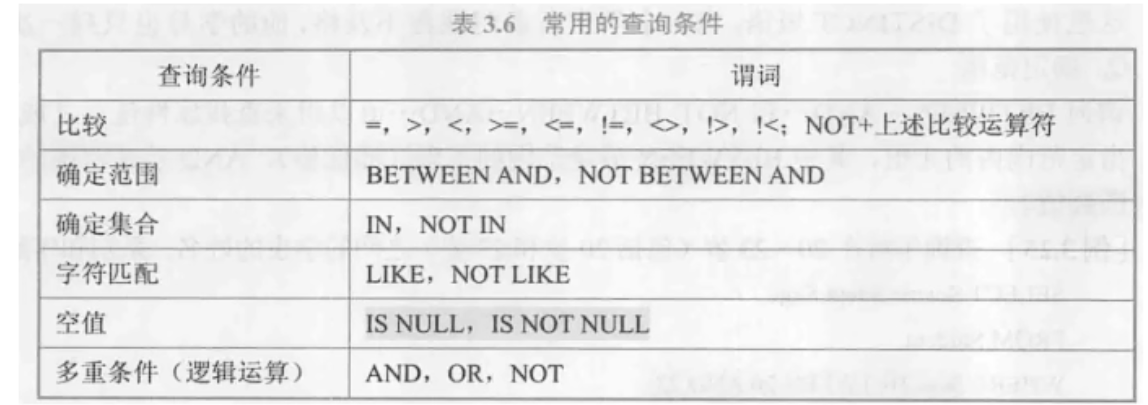 表 3.6 常用的查询条件
查询条件 谓词
比较 =, >, <, >=, <=, !=, <>, !>, !<; NOT+上述比较运算符
确定范围 BETWEEN AND, NOT BETWEEN AND
确定集合 IN, NOT IN
字符匹配 LIKE, NOT LIKE
空值 IS NULL, IS NOT NULL
多重条件（逻辑运算） AND, OR, NOT